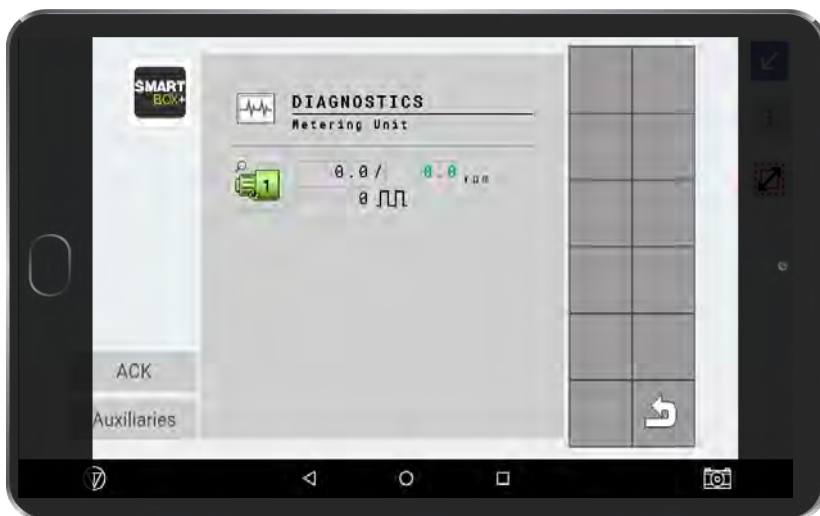 SMART
BOX+
DIAGNOSTICS
Metering Unit
1
0.0/ 0.0 rpm
0
ACK
Auxiliaries